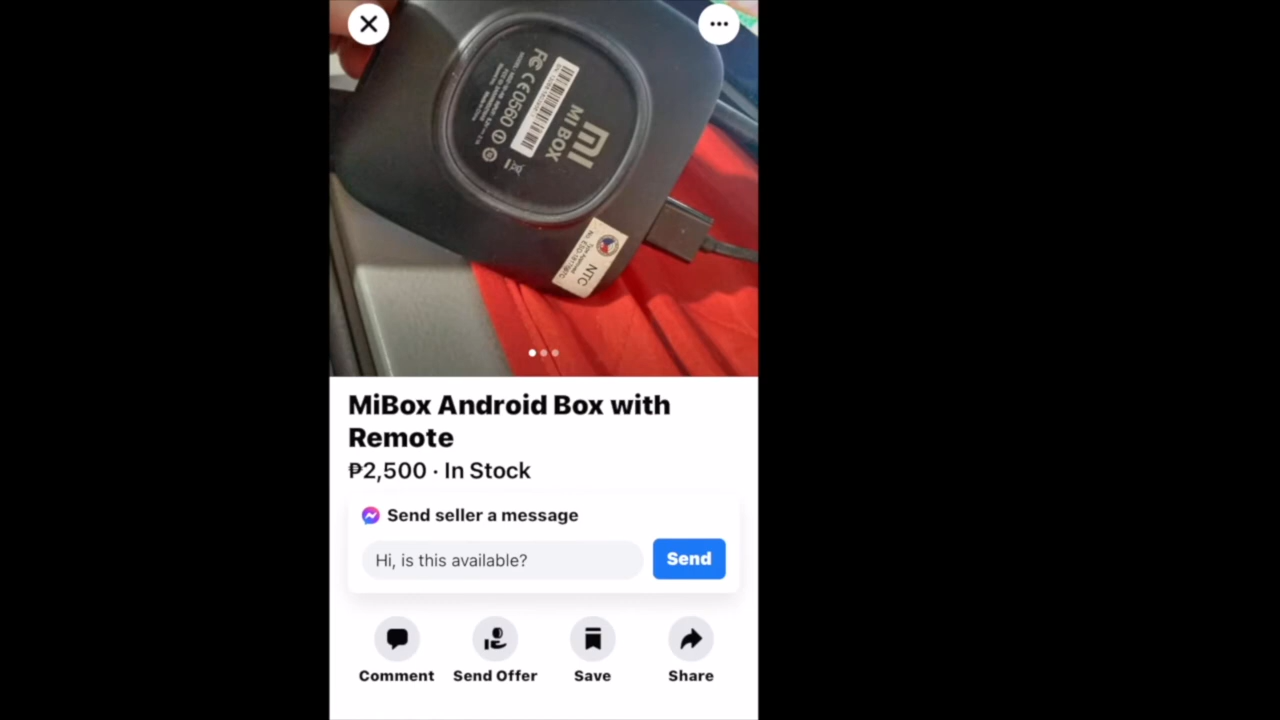 MI BOX
CE0560
NTC
MiBox Android Box with
Remote
₱2,500 · In Stock
Send seller a message
Hi, is this available?
Send
Comment
Send Offer
Save
Share